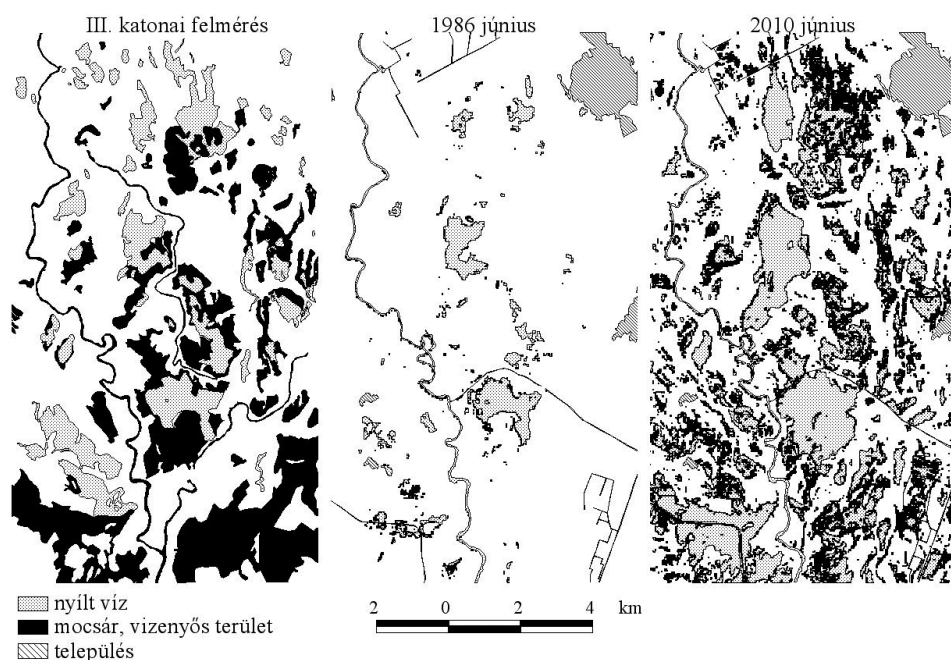 III. katonai felmérés
1986 június
2010 június
nyílt víz
mocsár, vizenyős terület
település
2 0 2 4 km